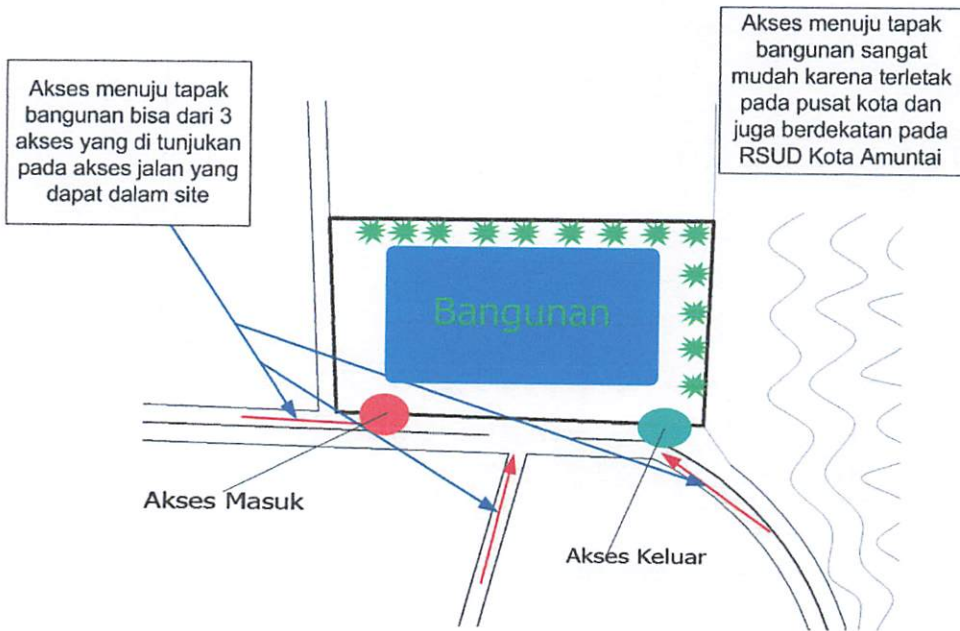 Akses menuju tapak
bangunan bisa dari 3
akses yang di tunjukan
pada akses jalan yang
dapat dalam site
Akses menuju tapak
bangunan sangat
mudah karena terletak
pada pusat kota dan
juga berdekatan pada
RSUD Kota Amuntai
Bangunan
Akses Masuk
Akses Keluar